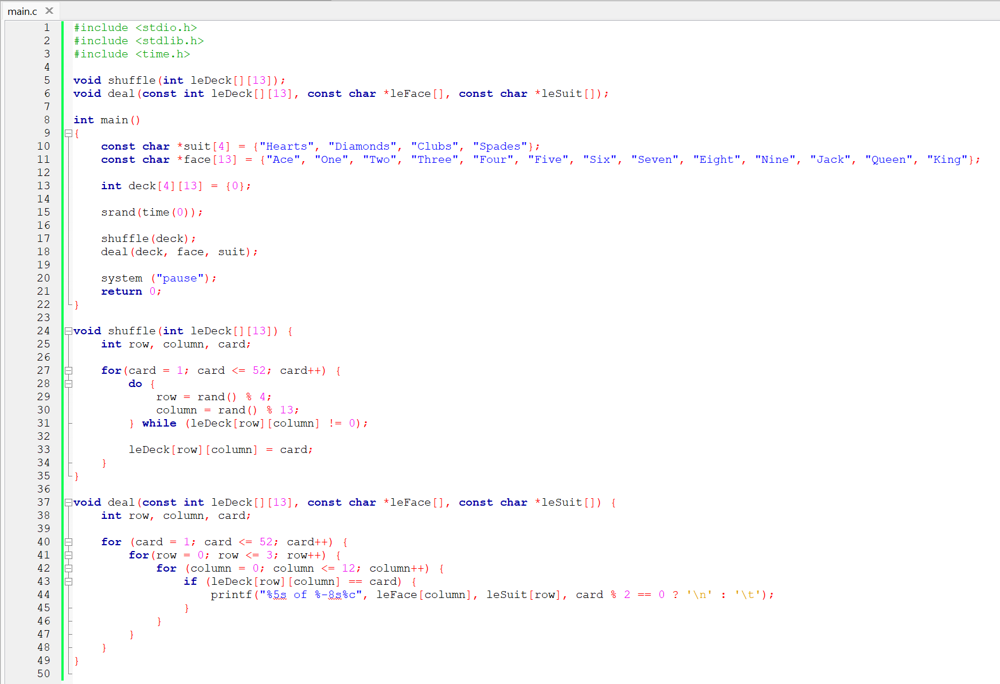 main.c ✕
1 #include <stdio.h>
2 #include <stdlib.h>
3 #include <time.h>
4
5 void shuffle(int leDeck[][13]);
6 void deal(const int leDeck[][13], const char *leFace[], const char *leSuit[]);
7
8 int main()
9 {
10     const char *suit[4] = {"Hearts", "Diamonds", "Clubs", "Spades"};
11     const char *face[13] = {"Ace", "One", "Two", "Three", "Four", "Five", "Six", "Seven", "Eight", "Nine", "Jack", "Queen", "King"};
12
13     int deck[4][13] = {0};
14
15     srand(time(0));
16
17     shuffle(deck);
18     deal(deck, face, suit);
19
20     system ("pause");
21     return 0;
22 }
23
24 void shuffle(int leDeck[][13]) {
25     int row, column, card;
26
27     for(card = 1; card <= 52; card++) {
28         do {
29             row = rand() % 4;
30             column = rand() % 13;
31         } while (leDeck[row][column] != 0);
32
33         leDeck[row][column] = card;
34     }
35 }
36
37 void deal(const int leDeck[][13], const char *leFace[], const char *leSuit[]) {
38     int row, column, card;
39
40     for (card = 1; card <= 52; card++) {
41         for(row = 0; row <= 3; row++) {
42             for (column = 0; column <= 12; column++) {
43                 if (leDeck[row][column] == card) {
44                     printf("%5s of %-8s%c", leFace[column], leSuit[row], card % 2 == 0 ? '\n' : '\t');
45                 }
46             }
47         }
48     }
49 }
50